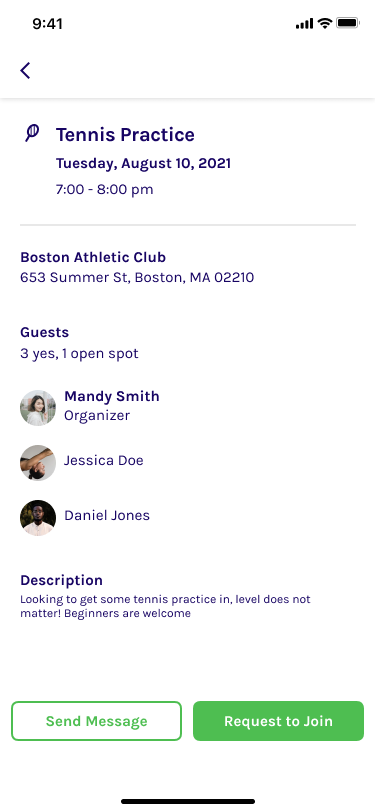 9:41
Tennis Practice
Tuesday, August 10, 2021
7:00 - 8:00 pm
Boston Athletic Club
653 Summer St, Boston, MA 02210
Guests
3 yes, 1 open spot
Mandy Smith
Organizer
Jessica Doe
Daniel Jones
Description
Looking to get some tennis practice in, level does not
matter! Beginners are welcome
Send Message
Request to Join